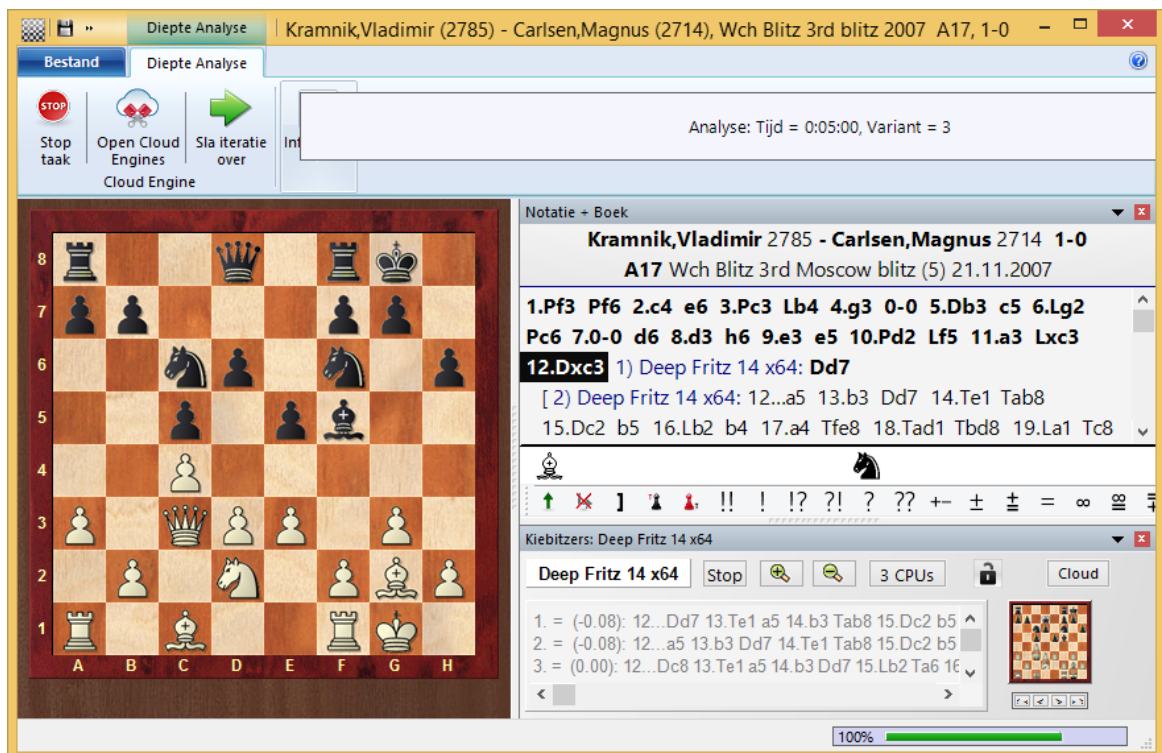 Diepte Analyse
Kramnik,Vladimir (2785) - Carlsen,Magnus (2714), Wch Blitz 3rd blitz 2007 A17, 1-0
Bestand
Diepte Analyse
STOP
Stop taak
Open Cloud Engines
Sla iteratie over
Cloud Engine
Analyse: Tijd = 0:05:00, Variant = 3
8
7
6
5
4
3
2
1
A B C D E F G H
Notatie + Boek
Kramnik,Vladimir 2785 - Carlsen,Magnus 2714 1-0
A17 Wch Blitz 3rd Moscow blitz (5) 21.11.2007
1.Pf3 Pf6 2.c4 e6 3.Pc3 Lb4 4.g3 0-0 5.Db3 c5 6.Lg2
Pc6 7.0-0 d6 8.d3 h6 9.e3 e5 10.Pd2 Lf5 11.a3 Lxc3
12.Dxc3 1) Deep Fritz 14 x64: Dd7
[ 2) Deep Fritz 14 x64: 12...a5 13.b3 Dd7 14.Te1 Tab8
15.Dc2 b5 16.Lb2 b4 17.a4 Tfe8 18.Tad1 Tbd8 19.La1 Tc8
] !! ! !? ?! ? ?? +- ± ⩲ = ∞
Kiebitzers: Deep Fritz 14 x64
Deep Fritz 14 x64 Stop 3 CPUs Cloud
1. = (-0.08): 12...Dd7 13.Te1 a5 14.b3 Tab8 15.Dc2 b5
2. = (-0.08): 12...a5 13.b3 Dd7 14.Te1 Tab8 15.Dc2 b5
3. = (0.00): 12...Dc8 13.Te1 a5 14.b3 Dd7 15.Lb2 Ta6
100%